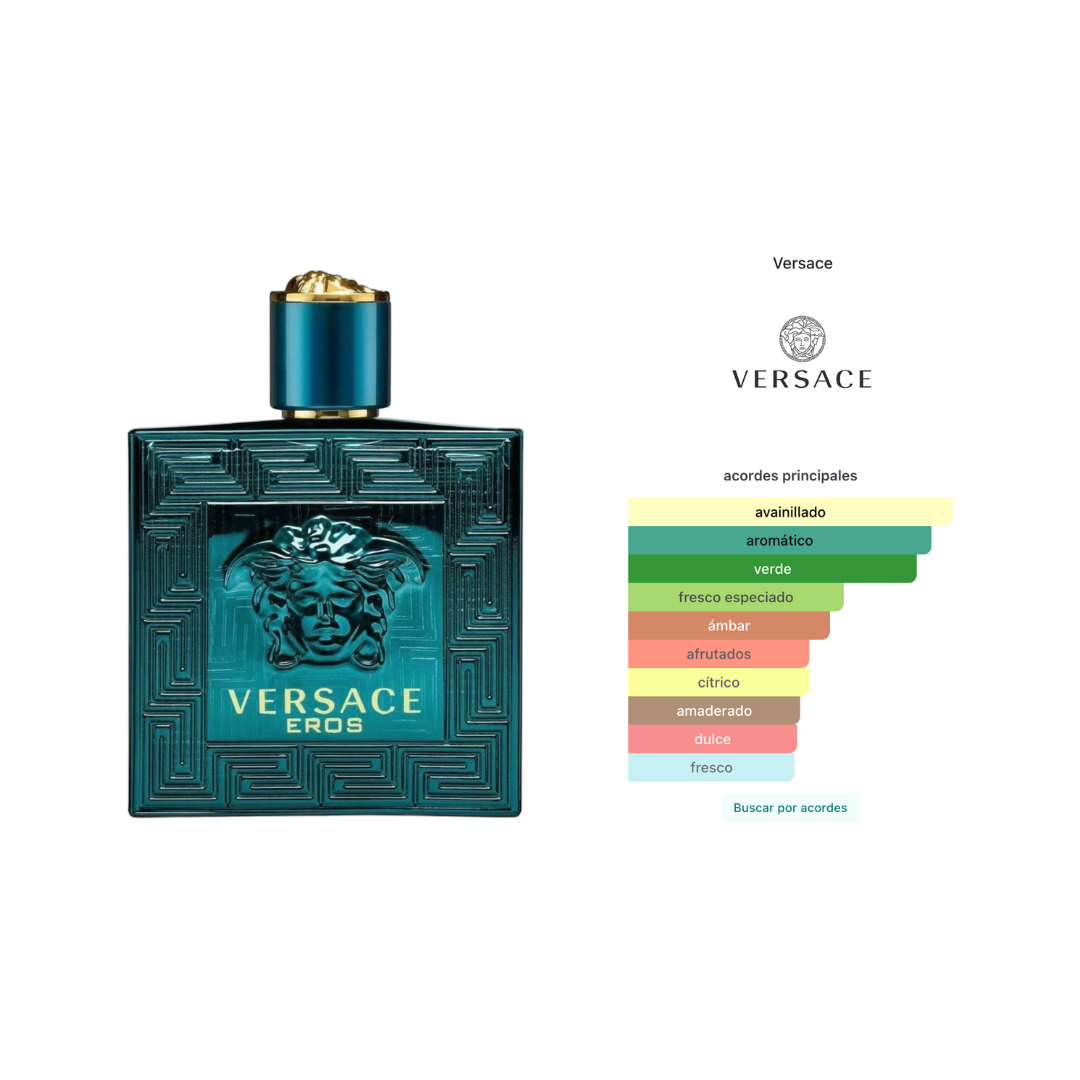 VERSACE
EROS
Versace
VERSACE
acordes principales
avainillado
aromático
verde
fresco especiado
ámbar
afrutados
cítrico
amaderado
dulce
fresco
Buscar por acordes